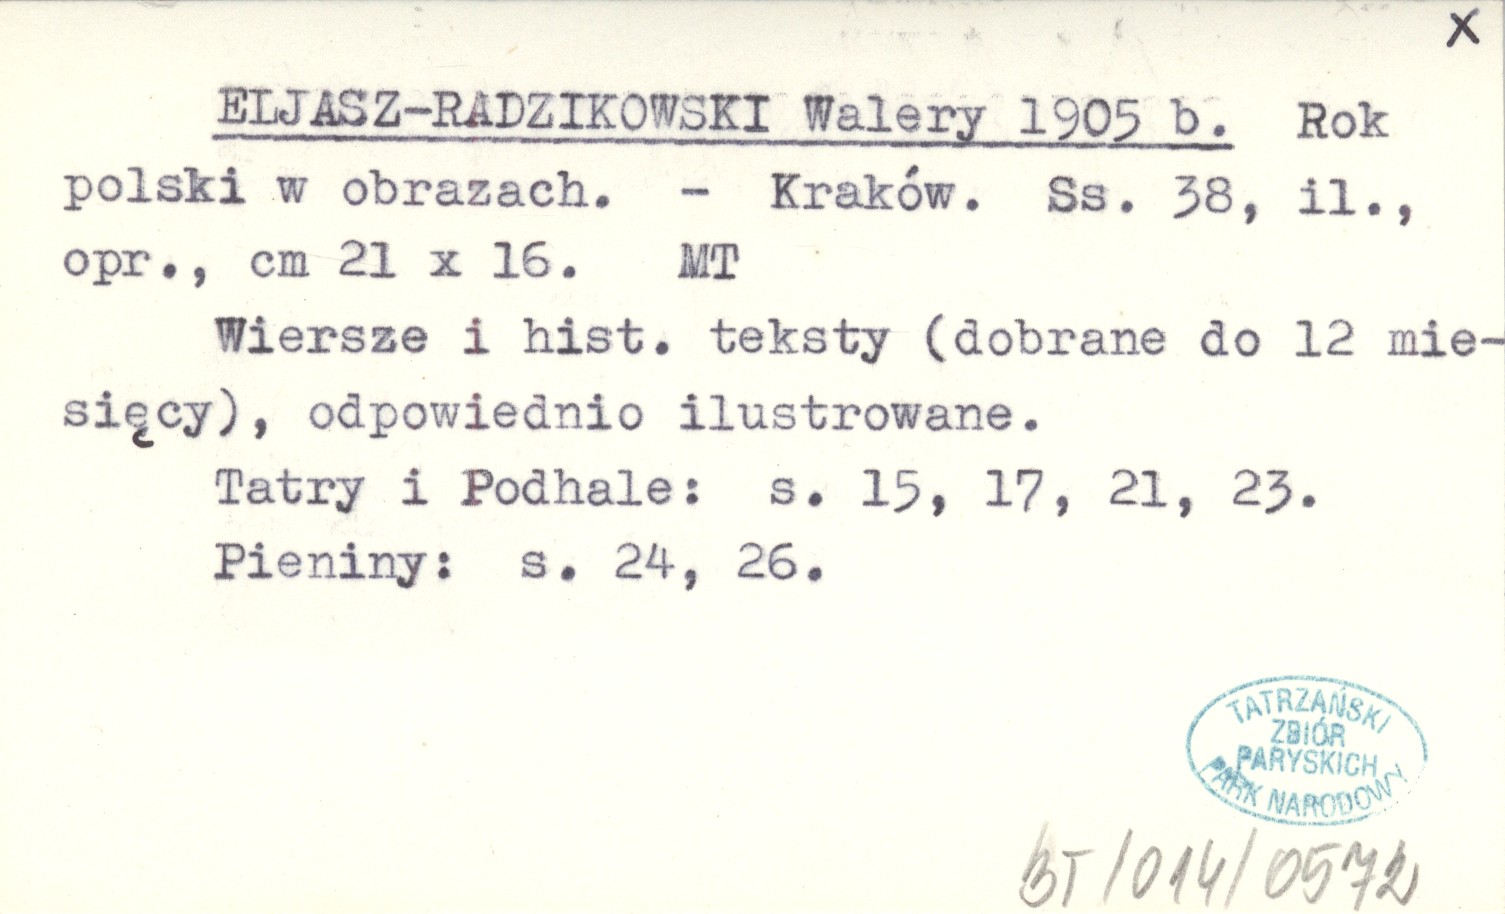 X
ELJASZ-RADZIKOWSKI Walery 1905 b. Rok
polski w obrazach. - Kraków. Ss. 38, il.,
opr., cm 21 x 16. MT
Wiersze i hist. teksty (dobrane do 12 mie-
sięcy), odpowiednio ilustrowane.
Tatry i Podhale: s. 15, 17, 21, 23.
Pieniny: s. 24, 26.
TATRZAŃSKI
ZBIÓR
PARYSKICH
PARK NARODOWY
BT/014/0572